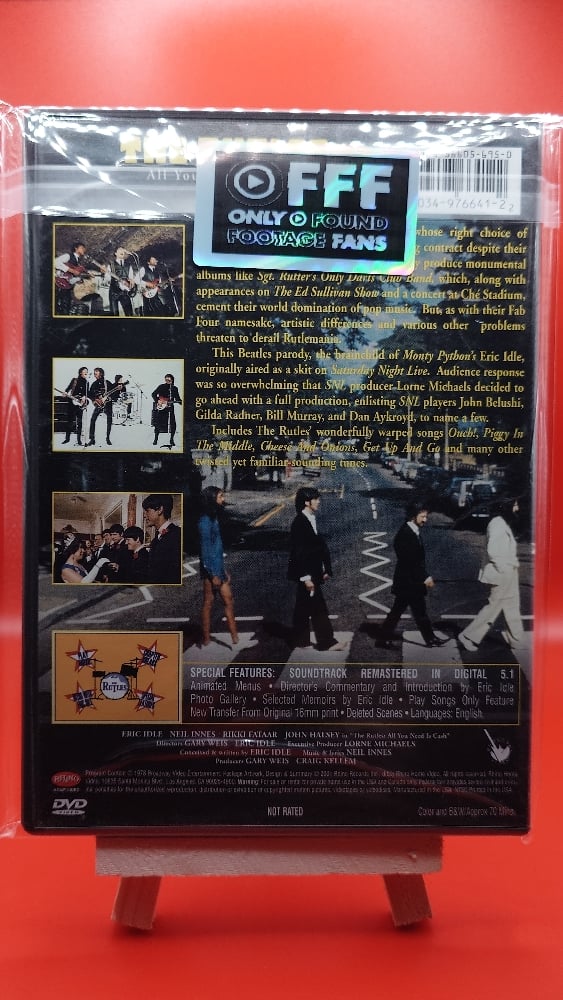 All You
FFF
ONLY FOUND
FOOTAGE FANS
034-976641-2 2
whose right choice of
contract despite their
produce monumental
albums like Sgt. Rutter's Only Darts Club Band, which, along with
appearances on The Ed Sullivan Show and a concert at Ché Stadium,
cement their world domination of pop music. But, as with their Fab
Four namesake, artistic differences and various other problems
threaten to derail Rutlemania.
This Beatles parody, the brainchild of Monty Python's Eric Idle,
originally aired as a skit on Saturday Night Live. Audience response
was so overwhelming that SNL producer Lorne Michaels decided to
go ahead with a full production, enlisting SNL players John Belushi,
Gilda Radner, Bill Murray, and Dan Aykroyd, to name a few.
Includes The Rutles' wonderfully warped songs Ouch!, Piggy In
The Middle, Cheese And Onions, Get Up And Go and many other
twisted yet familiar-sounding tunes.
THE RUTLES
SPECIAL FEATURES: SOUNDTRACK REMASTERED IN DIGITAL 5.1
Animated Menus • Director's Commentary and Introduction by Eric Idle
Photo Gallery • Selected Memoirs by Eric Idle • Play Songs Only Feature
New Transfer From Original 16mm print • Deleted Scenes • Languages: English
ERIC IDLE NEIL INNES RIKKI FATAAR JOHN HALSEY in "The Rutles: All You Need Is Cash"
Directors GARY WEIS ERIC IDLE Executive Producer LORNE MICHAELS
Conceived & written by ERIC IDLE Music & lyrics NEIL INNES
Producers GARY WEIS CRAIG KELLEM
RHINO
DVD
VIDEO
NOT RATED
Color and B&W/Approx 70 Mins.